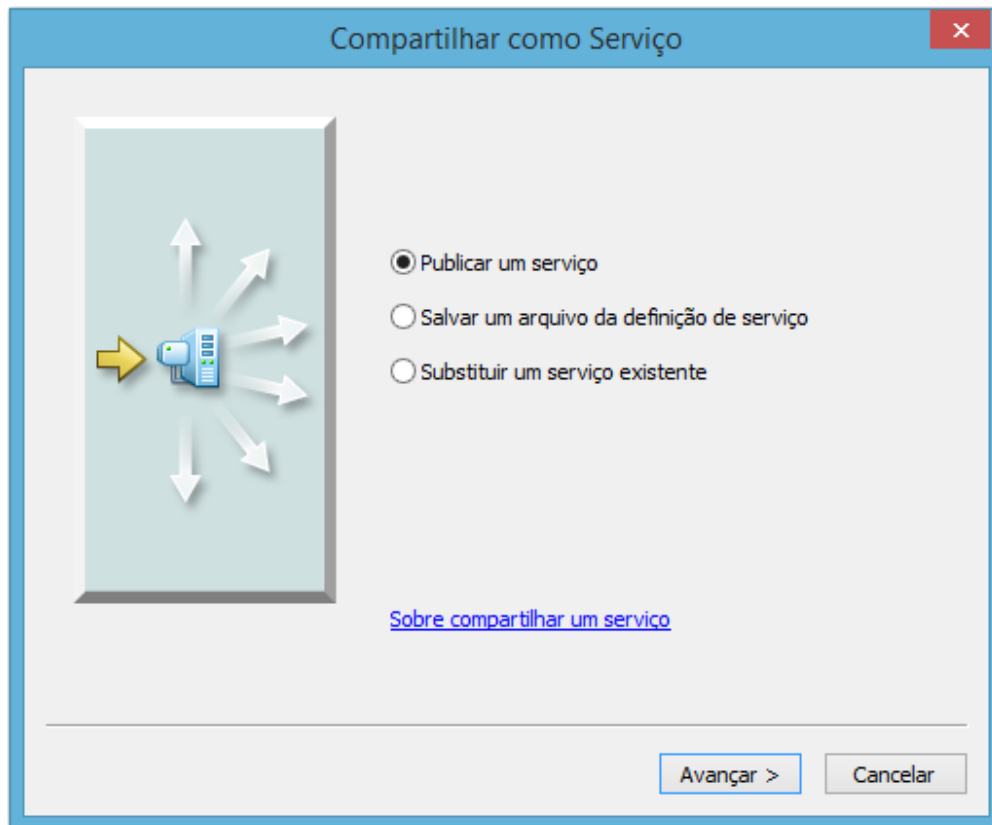 Compartilhar como Serviço
Publicar um serviço
Salvar um arquivo da definição de serviço
Substituir um serviço existente
Sobre compartilhar um serviço
Avançar >
Cancelar